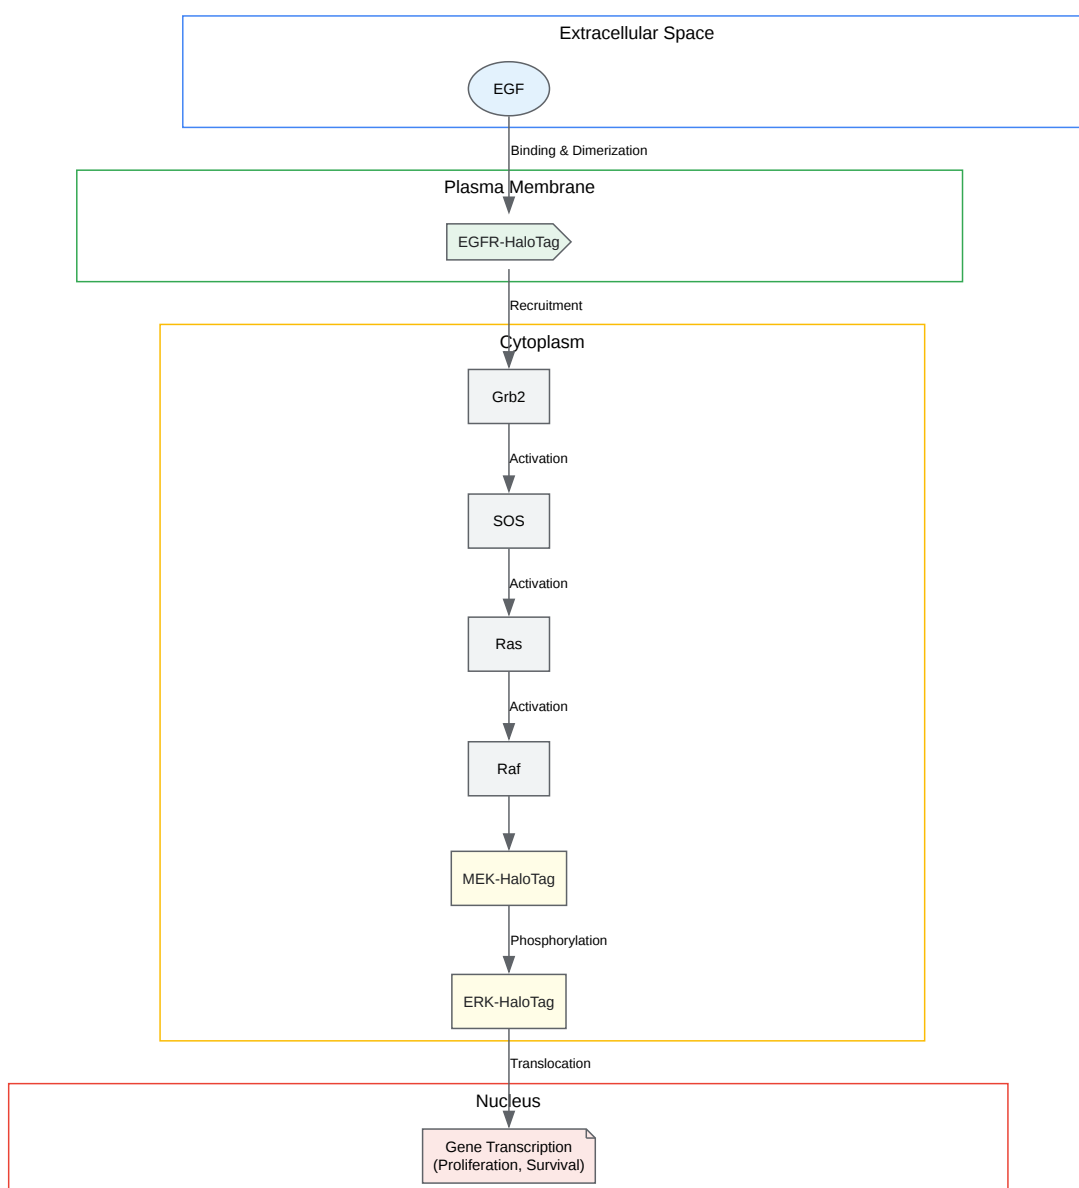 Extracellular Space
EGF
Binding & Dimerization
Plasma Membrane
EGFR-HaloTag
Recruitment
Cytoplasm
Grb2
Activation
SOS
Activation
Ras
Activation
Raf
MEK-HaloTag
Phosphorylation
ERK-HaloTag
Translocation
Nucleus
Gene Transcription
(Proliferation, Survival)